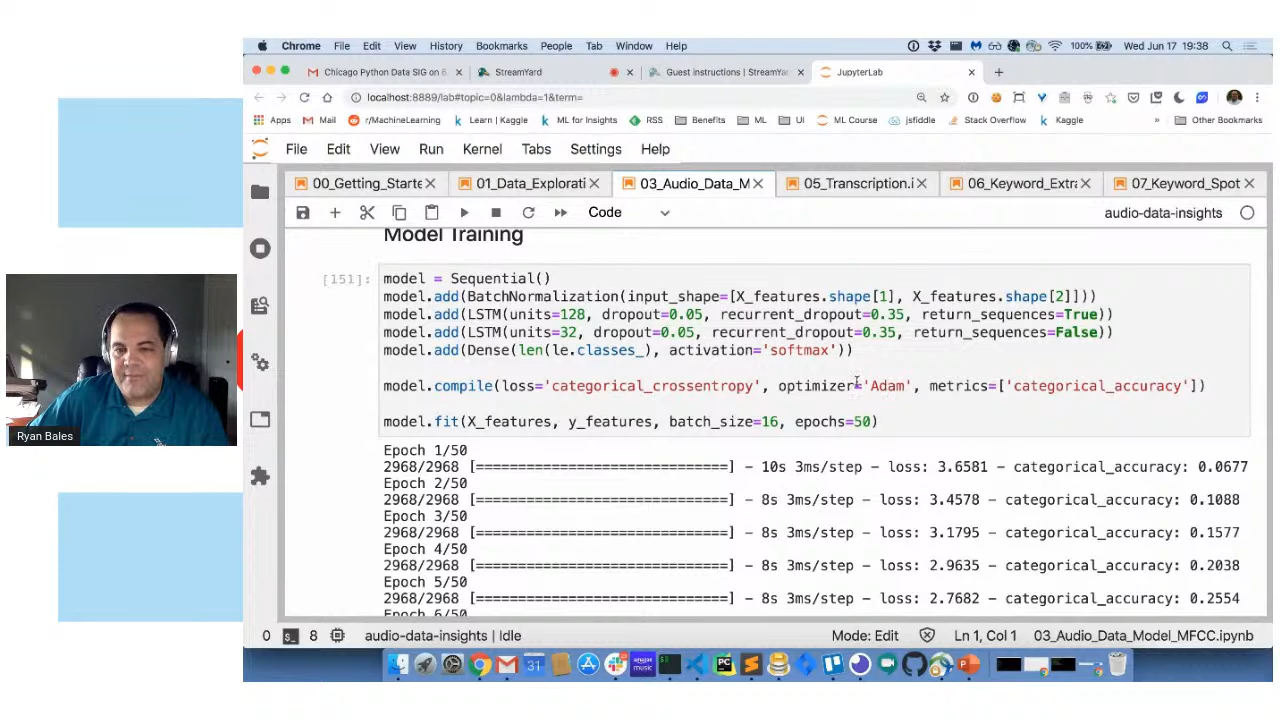 Chrome File Edit View History Bookmarks People Tab Window Help 100% Wed Jun 17 19:38
Chicago Python Data SIG on 6 StreamYard Guest Instructions | StreamYar JupyterLab
localhost:8889/lab#topic=0&lambda=1&term=
Apps Mail r/MachineLearning Learn | Kaggle ML for Insights RSS Benefits ML UI ML Course jsfiddle Stack Overflow Kaggle » Other Bookmarks
File Edit View Run Kernel Tabs Settings Help
00_Getting_Starte 01_Data_Explorati 03_Audio_Data_M 05_Transcription.i 06_Keyword_Extra 07_Keyword_Spot
Code audio-data-insights
Model Training
[151]: model = Sequential()
model.add(BatchNormalization(input_shape=[X_features.shape[1], X_features.shape[2]]))
model.add(LSTM(units=128, dropout=0.05, recurrent_dropout=0.35, return_sequences=True))
model.add(LSTM(units=32, dropout=0.05, recurrent_dropout=0.35, return_sequences=False))
model.add(Dense(len(le.classes_), activation='softmax'))
model.compile(loss='categorical_crossentropy', optimizer='Adam', metrics=['categorical_accuracy'])
model.fit(X_features, y_features, batch_size=16, epochs=50)
Epoch 1/50
2968/2968 [==============================] - 10s 3ms/step - loss: 3.6581 - categorical_accuracy: 0.0677
Epoch 2/50
2968/2968 [==============================] - 8s 3ms/step - loss: 3.4578 - categorical_accuracy: 0.1088
Epoch 3/50
2968/2968 [==============================] - 8s 3ms/step - loss: 3.1795 - categorical_accuracy: 0.1577
Epoch 4/50
2968/2968 [==============================] - 8s 3ms/step - loss: 2.9635 - categorical_accuracy: 0.2038
Epoch 5/50
2968/2968 [==============================] - 8s 3ms/step - loss: 2.7682 - categorical_accuracy: 0.2554
Epoch 6/50
0 8 audio-data-insights | Idle Mode: Edit Ln 1, Col 1 03_Audio_Data_Model_MFCC.ipynb
Ryan Bales
31 amazon music PC